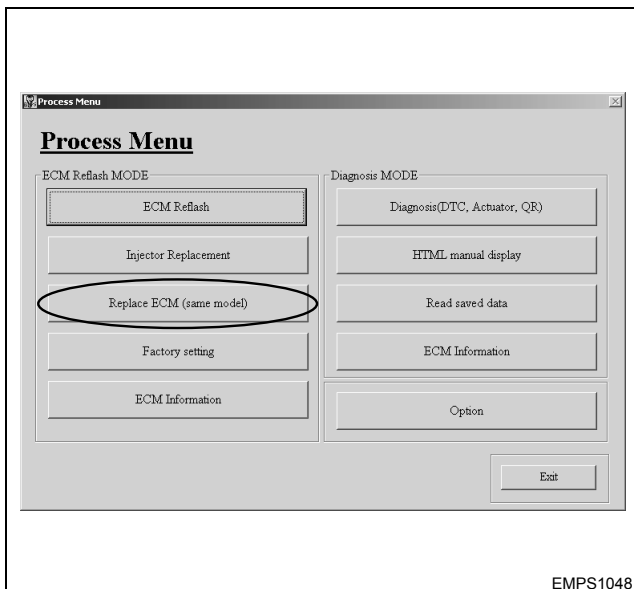 Process Menu
Process Menu
ECM Reflash MODE
ECM Reflash
Injector Replacement
Replace ECM (same model)
Factory setting
ECM Information
Diagnosis MODE
Diagnosis(DTC, Actuator, QR)
HTML manual display
Read saved data
ECM Information
Option
Exit
EMPS1048